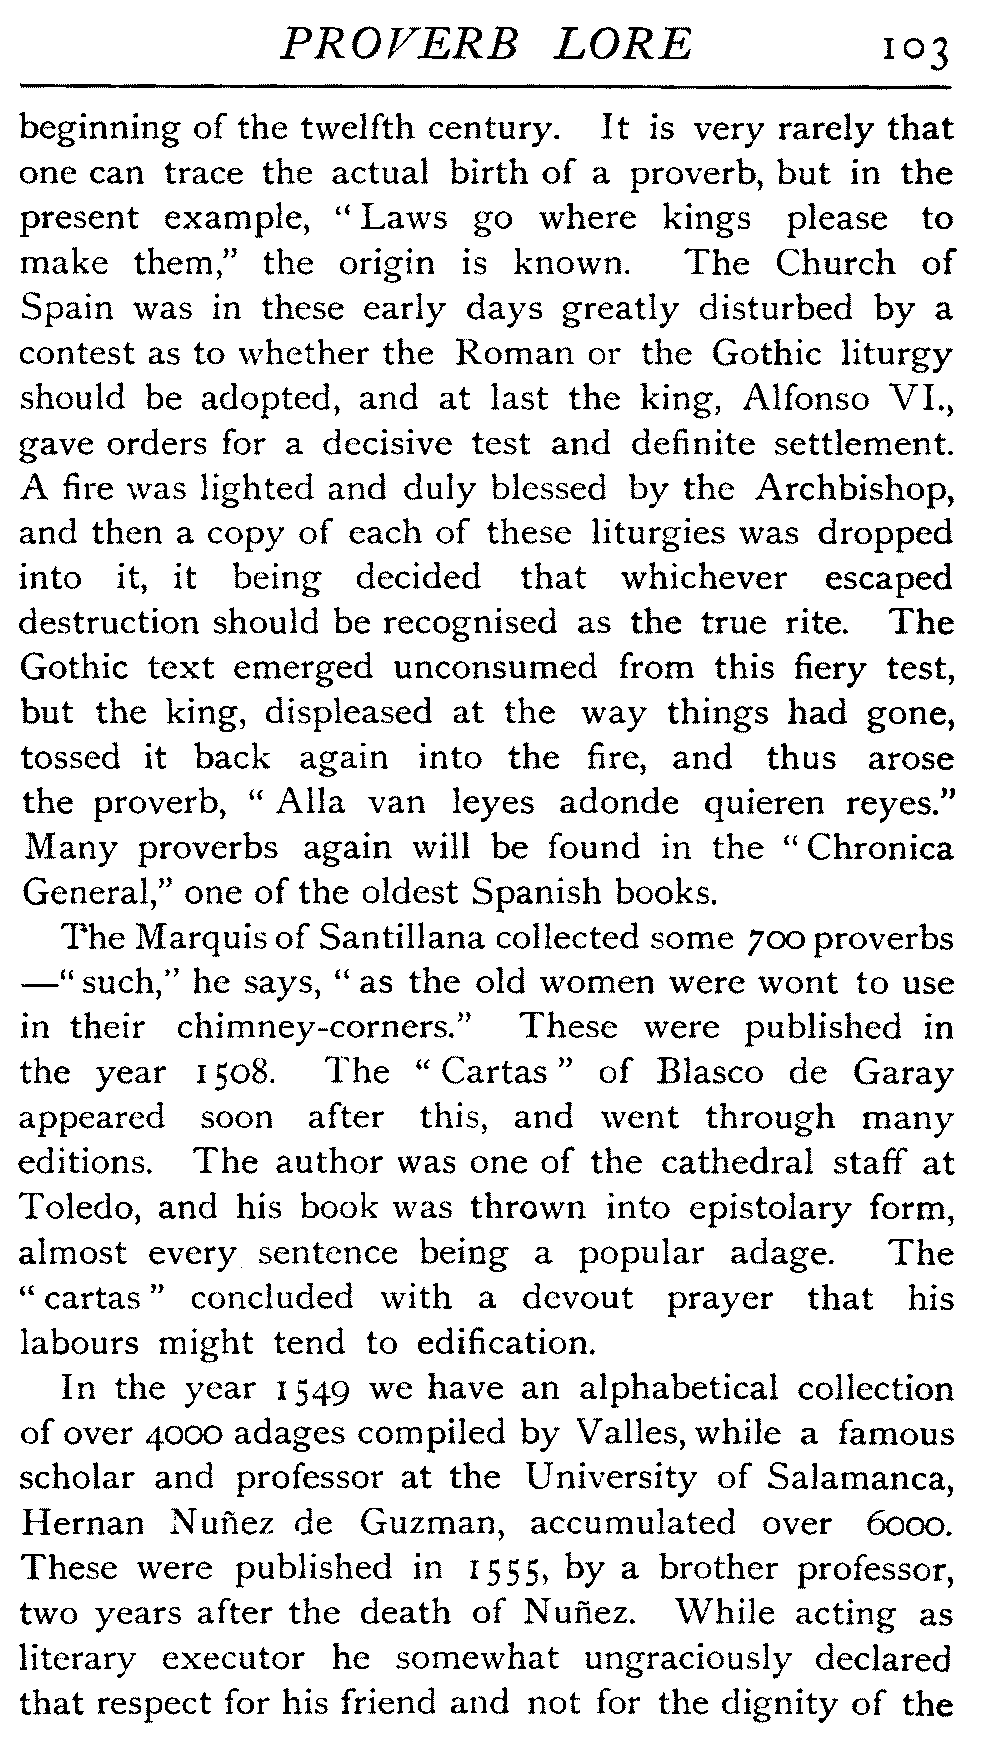 PROVERB LORE 103
beginning of the twelfth century. It is very rarely that
one can trace the actual birth of a proverb, but in the
present example, “Laws go where kings please to
make them,” the origin is known. The Church of
Spain was in these early days greatly disturbed by a
contest as to whether the Roman or the Gothic liturgy
should be adopted, and at last the king, Alfonso VI.,
gave orders for a decisive test and definite settlement.
A fire was lighted and duly blessed by the Archbishop,
and then a copy of each of these liturgies was dropped
into it, it being decided that whichever escaped
destruction should be recognised as the true rite. The
Gothic text emerged unconsumed from this fiery test,
but the king, displeased at the way things had gone,
tossed it back again into the fire, and thus arose
the proverb, “Alla van leyes adonde quieren reyes.”
Many proverbs again will be found in the “Chronica
General,” one of the oldest Spanish books.
The Marquis of Santillana collected some 700 proverbs
—“such,” he says, “as the old women were wont to use
in their chimney-corners.” These were published in
the year 1508. The “Cartas” of Blasco de Garay
appeared soon after this, and went through many
editions. The author was one of the cathedral staff at
Toledo, and his book was thrown into epistolary form,
almost every sentence being a popular adage. The
“cartas” concluded with a devout prayer that his
labours might tend to edification.
In the year 1549 we have an alphabetical collection
of over 4000 adages compiled by Valles, while a famous
scholar and professor at the University of Salamanca,
Hernan Nuñez de Guzman, accumulated over 6000.
These were published in 1555, by a brother professor,
two years after the death of Nuñez. While acting as
literary executor he somewhat ungraciously declared
that respect for his friend and not for the dignity of the